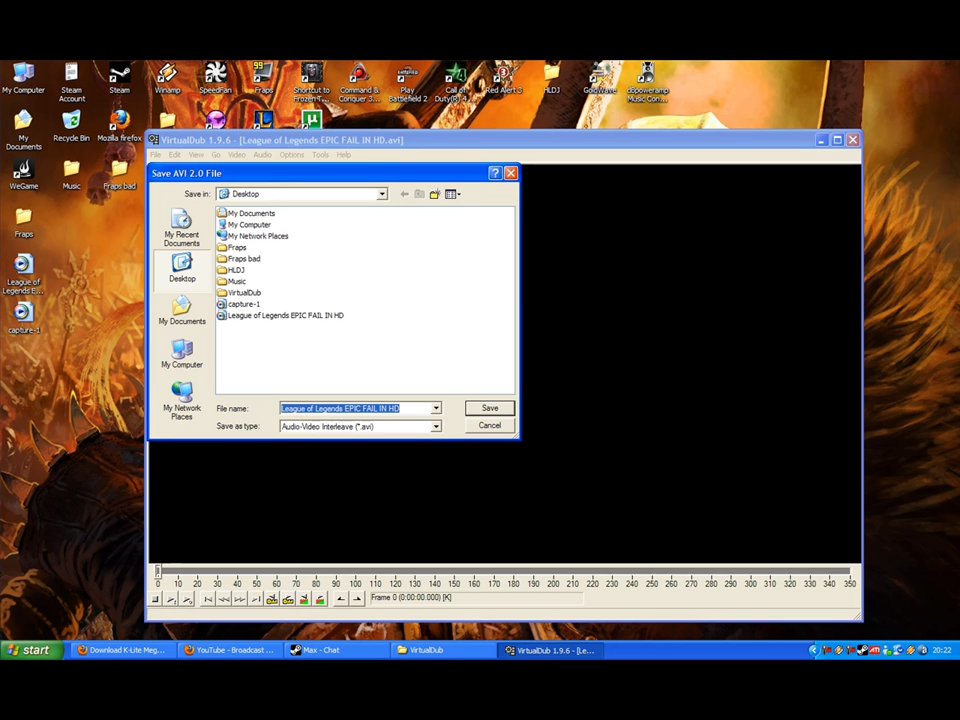 My Computer
Steam
Account
Steam
Winamp
SpeedFan
Fraps
Shortcut to
Frozen T...
Command &
Conquer 3...
Play
Battlefield 2
Call of
Duty(R) 4...
Red Alert 3
HLDJ
GoldWave
dBpoweramp
Music Con...
My
Documents
Recycle Bin
Mozilla firefox
WeGame
Music
Fraps bad
Fraps
League of
Legends E...
capture-1
VirtualDub 1.9.6 - [League of Legends EPIC FAIL IN HD.avi]
File Edit View Go Video Audio Options Tools Help
Save AVI 2.0 File
Save in: Desktop
My Recent
Documents
Desktop
My Documents
My Computer
My Network
Places
My Documents
My Computer
My Network Places
Fraps
Fraps bad
HLDJ
Music
VirtualDub
capture-1
League of Legends EPIC FAIL IN HD
File name: League of Legends EPIC FAIL IN HD Save
Save as type: Audio-Video Interleave (*.avi) Cancel
0 10 20 30 40 50 60 70 80 90 100 110 120 130 140 150 160 170 180 190 200 210 220 230 240 250 260 270 280 290 300 310 320 330 350
Frame 0 (0:00:00.000) [K]
start
Download K-Lite Meg...
YouTube - Broadcast ...
Max - Chat
VirtualDub
VirtualDub 1.9.6 - [Le...
20:22